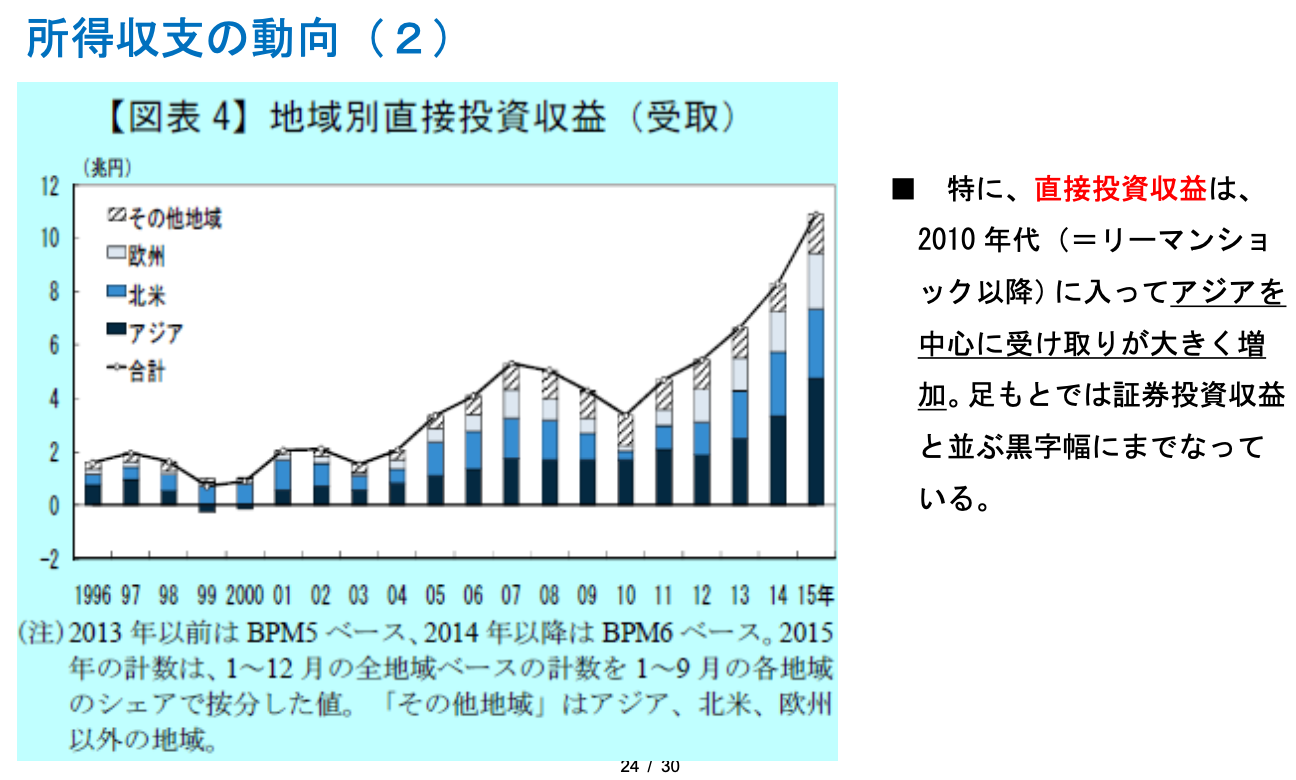 所得収支の動向（２）
【図表 4】地域別直接投資収益（受取）
（兆円）
12
10
8
6
4
2
0
-2
その他地域
欧州
北米
アジア
合計
1996 97 98 99 2000 01 02 03 04 05 06 07 08 09 10 11 12 13 14 15年
（注）2013 年以前は BPM5 ベース、2014 年以降は BPM6 ベース。2015
年の計数は、1～12 月の全地域ベースの計数を 1～9 月の各地域
のシェアで按分した値。「その他地域」はアジア、北米、欧州
以外の地域。
■　特に、直接投資収益は、
2010 年代（＝リーマンショ
ック以降）に入ってアジアを
中心に受け取りが大きく増
加。足もとでは証券投資収益
と並ぶ黒字幅にまでなって
いる。
24 / 30